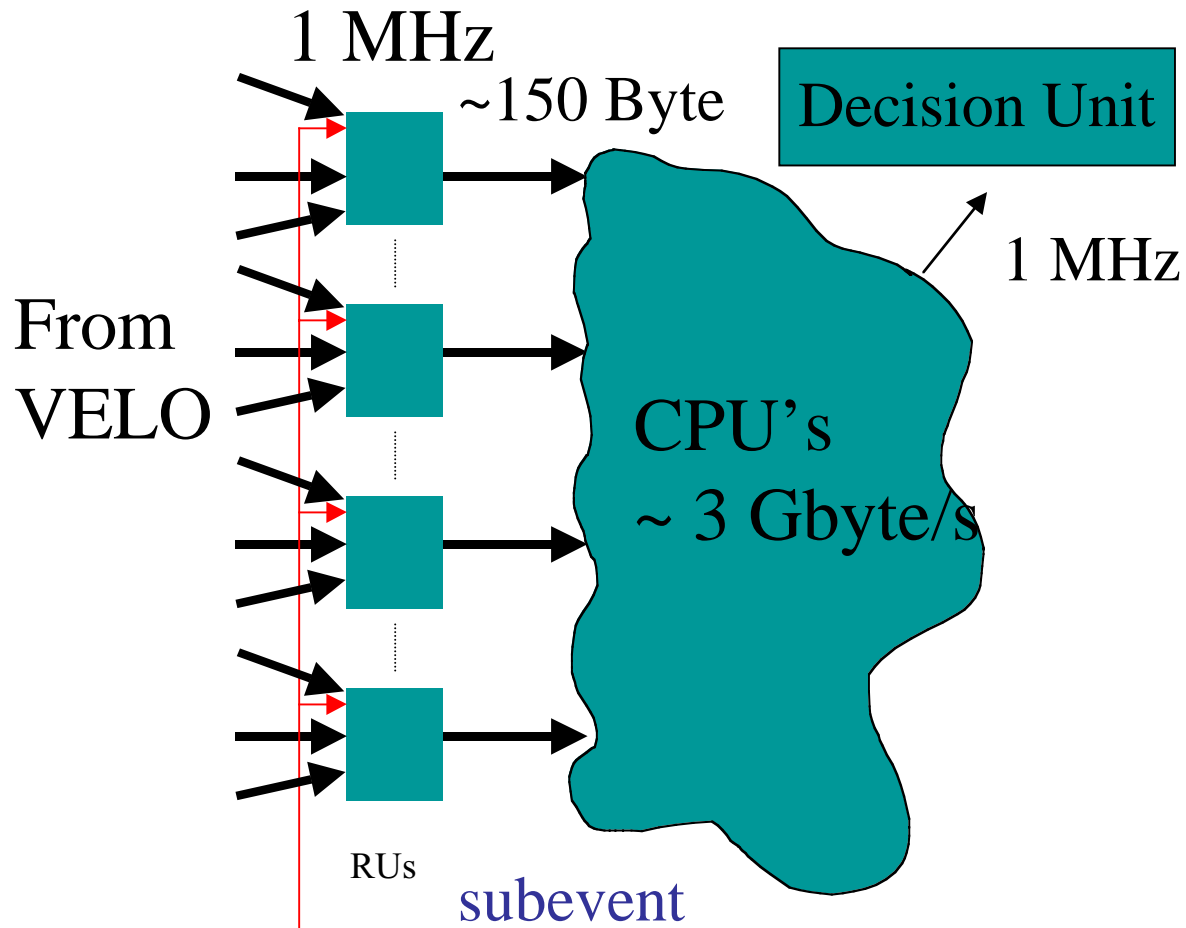 1 MHz
~150 Byte
Decision Unit
1 MHz
From
VELO
CPU’s
~ 3 Gbyte/s
RUs
subevent